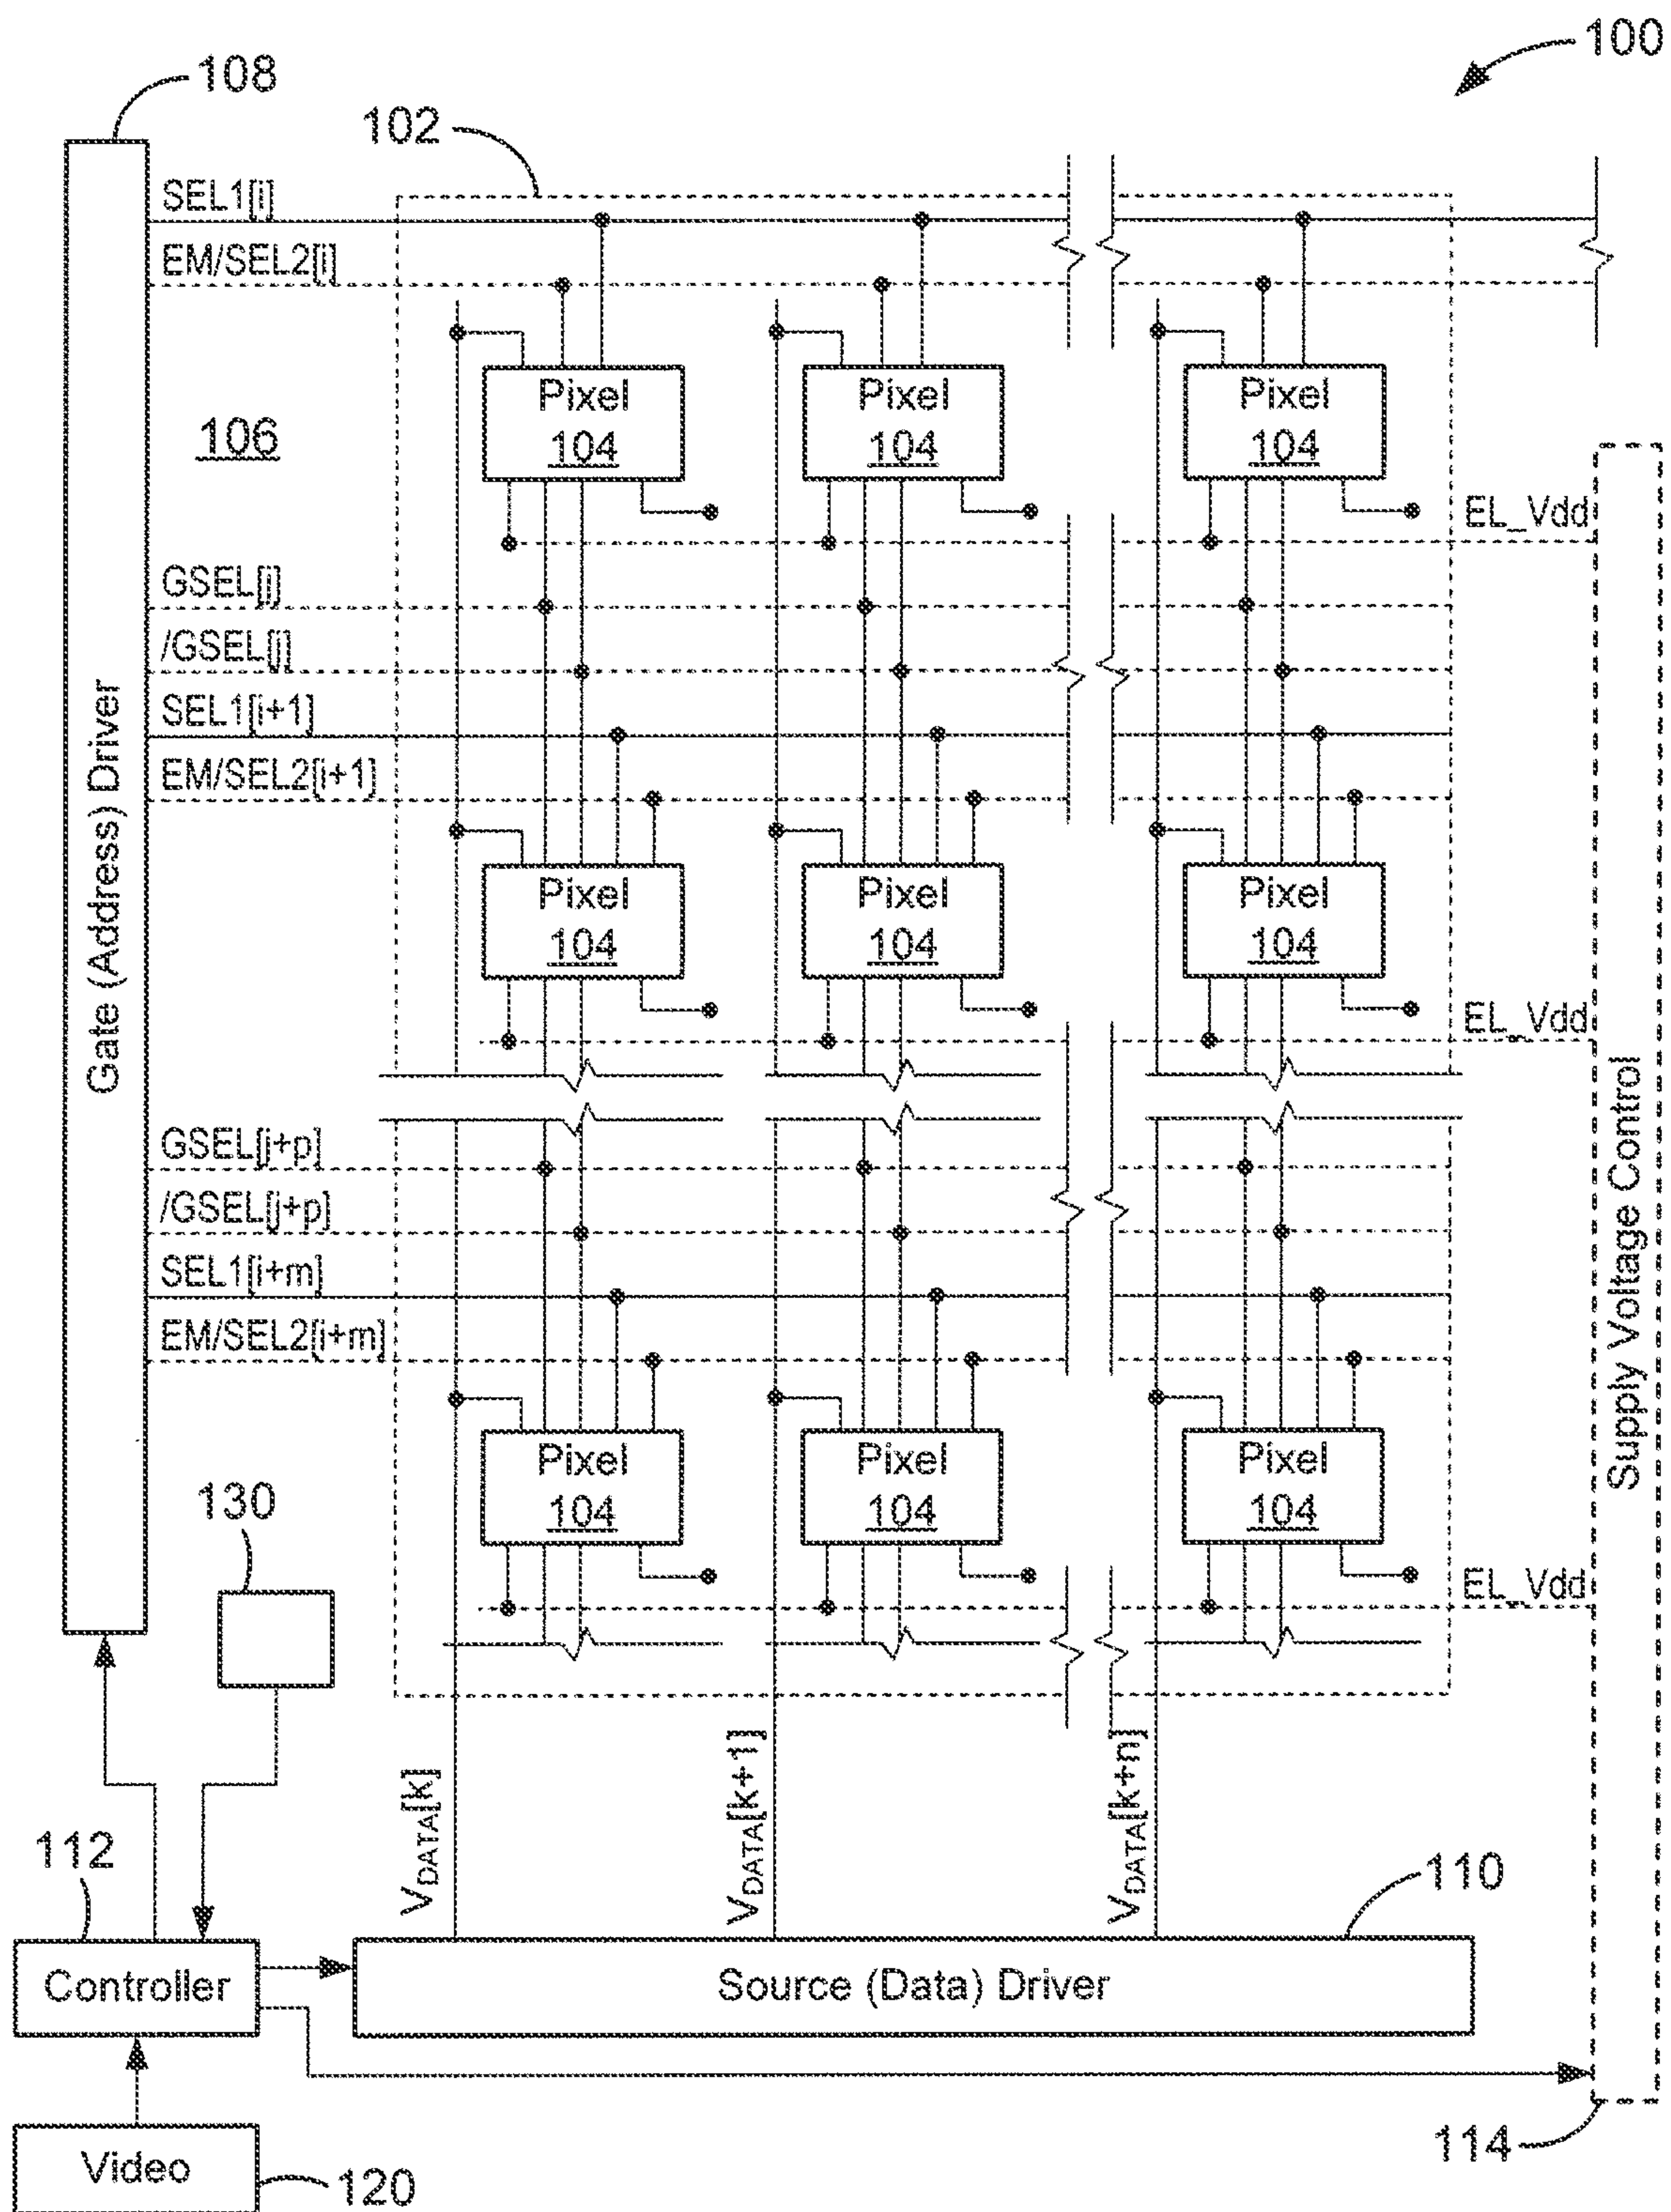 100
108
102
SEL1[i]
EM/SEL2[i]
Pixel 104
Pixel 104
Pixel 104
106
EL_Vdd
GSEL[j]
/GSEL[j]
SEL1[i+1]
EM/SEL2[i+1]
Gate (Address) Driver
Pixel 104
Pixel 104
Pixel 104
EL_Vdd
Supply Voltage Control
GSEL[j+p]
/GSEL[j+p]
SEL1[i+m]
EM/SEL2[i+m]
Pixel 104
Pixel 104
Pixel 104
130
EL_Vdd
VDATA[k]
VDATA[k+1]
VDATA[k+n]
112
110
Controller
Source (Data) Driver
114
Video
120